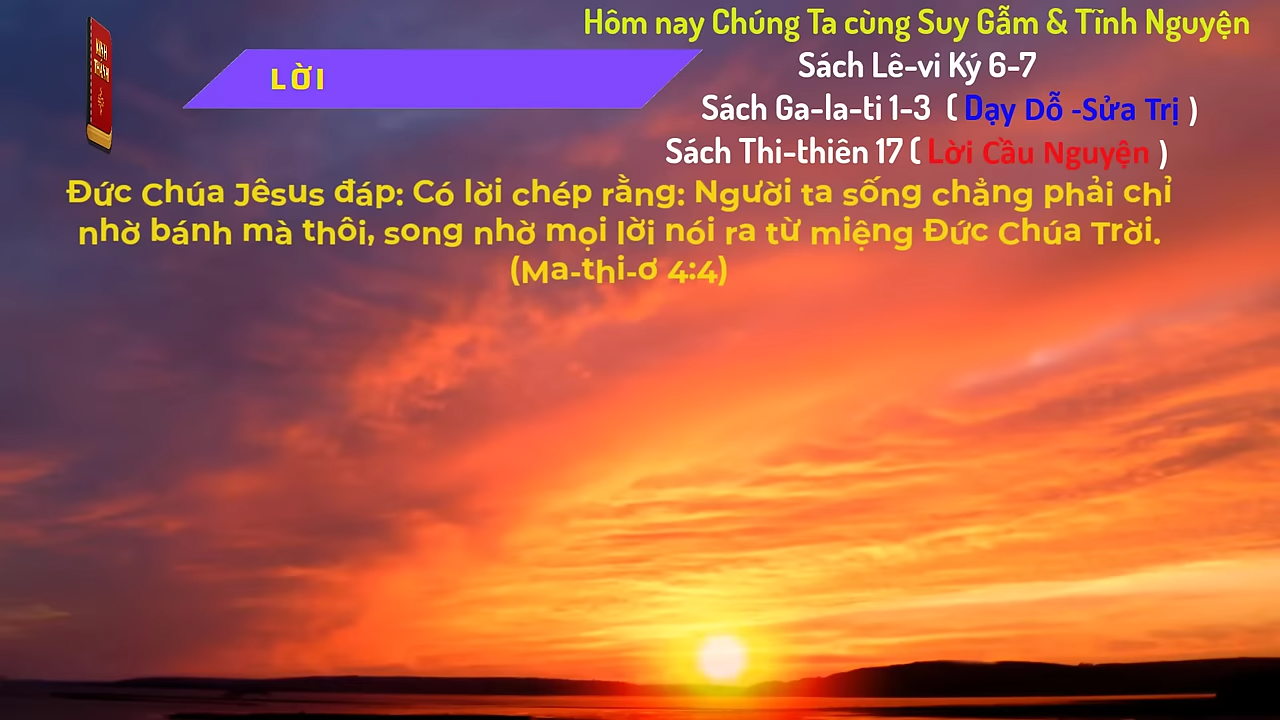 Hôm nay Chúng Ta cùng Suy Gẫm & Tĩnh Nguyện
KINH
THÁNH
LỜI
Sách Lê-vi Ký 6-7
Sách Ga-la-ti 1-3 ( Dạy Dỗ -Sửa Trị )
Sách Thi-thiên 17 ( Lời Cầu Nguyện )
Đức Chúa Jêsus đáp: Có lời chép rằng: Người ta sống chẳng phải chỉ
nhờ bánh mà thôi, song nhờ mọi lời nói ra từ miệng Đức Chúa Trời.
(Ma-thi-ơ 4:4)